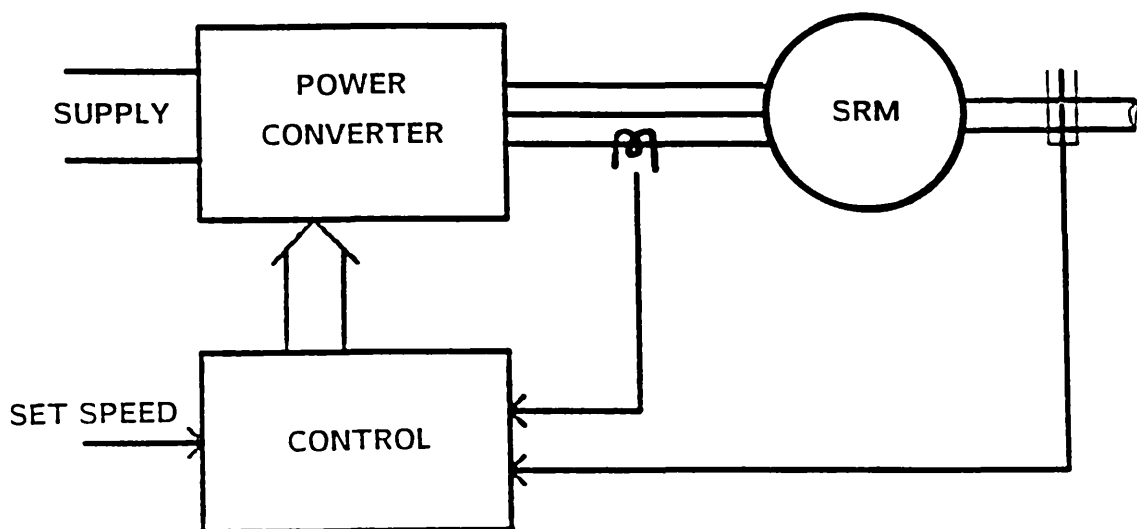 POWER
CONVERTER
SUPPLY
SRM
SET SPEED
CONTROL